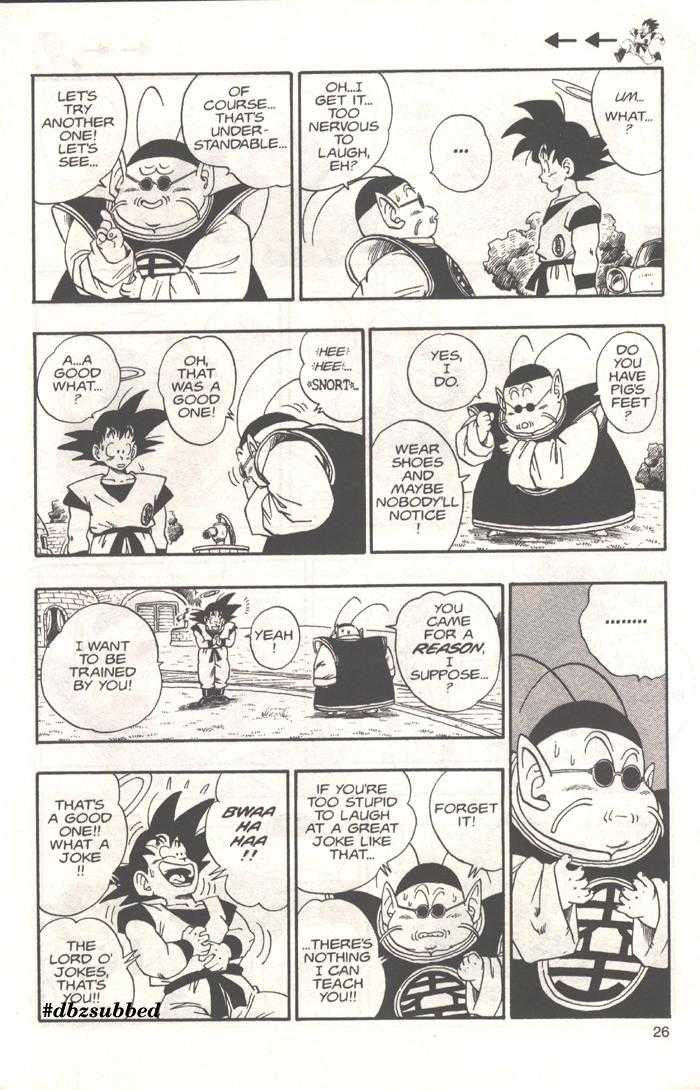 UM...
WHAT...
?
...
OH...I
GET IT...
TOO
NERVOUS
TO
LAUGH,
EH?
OF
COURSE...
THAT'S
UNDER-
STANDABLE...
LET'S
TRY
ANOTHER
ONE!
LET'S
SEE...
DO
YOU
HAVE
PIG'S
FEET?
YES,
I
DO.
WEAR
SHOES
AND
MAYBE
NOBODY'LL
NOTICE
!
*HEE*
*HEE*...
*SNORT*...
OH,
THAT
WAS A
GOOD
ONE!
A...A
GOOD
WHAT...
?
........
YOU
CAME
FOR A
REASON,
I
SUPPOSE...
?
YEAH
!
I WANT
TO BE
TRAINED
BY YOU!
FORGET
IT!
IF YOU'RE
TOO STUPID
TO LAUGH
AT A GREAT
JOKE LIKE
THAT...
...THERE'S
NOTHING
I CAN
TEACH
YOU!!
BWAA
HA
HAA
!!
THAT'S
A GOOD
ONE!!
WHAT A
JOKE
!!
THE
LORD O'
JOKES,
THAT'S
YOU!!
#dbzsubbed
26